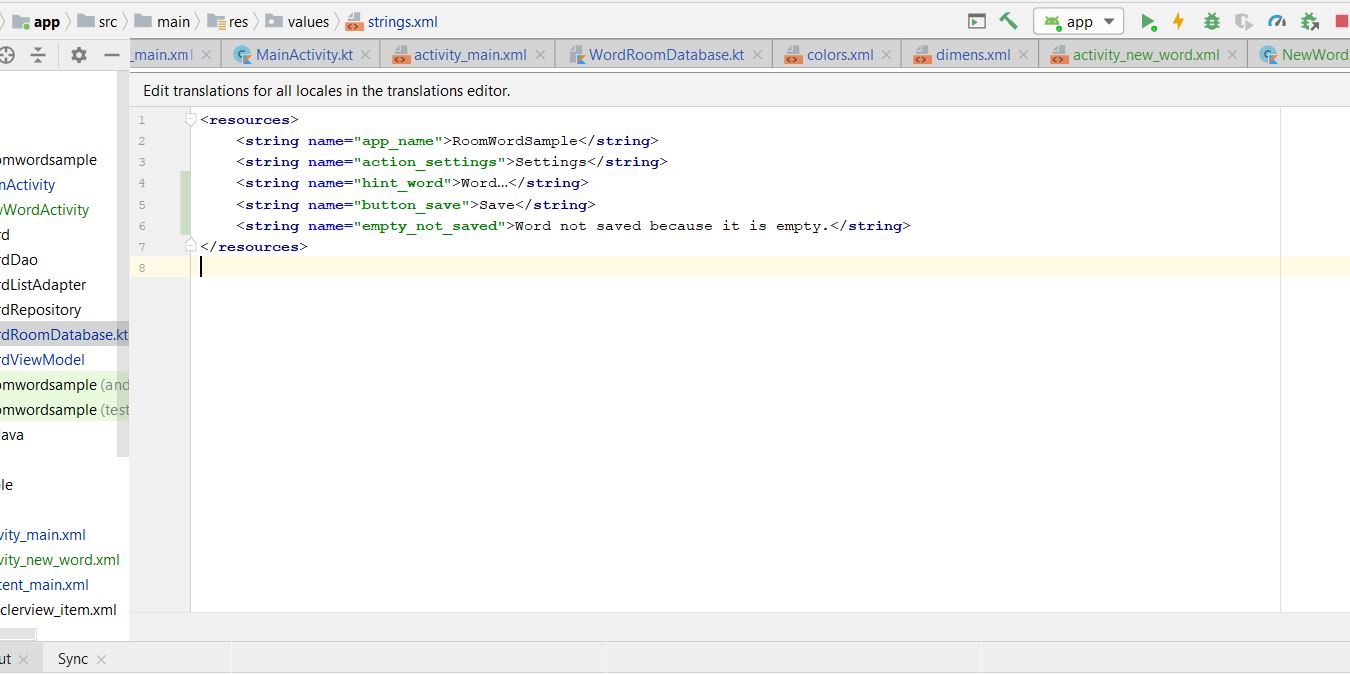 app src main res values strings.xml app
_main.xml MainActivity.kt activity_main.xml WordRoomDatabase.kt colors.xml dimens.xml activity_new_word.xml NewWord
Edit translations for all locales in the translations editor.
1 <resources>
2 <string name="app_name">RoomWordSample</string>
3 <string name="action_settings">Settings</string>
4 <string name="hint_word">Word…</string>
5 <string name="button_save">Save</string>
6 <string name="empty_not_saved">Word not saved because it is empty.</string>
7 </resources>
8
omwordsample
nActivity
wWordActivity
rd
rdDao
rdListAdapter
rdRepository
rdRoomDatabase.kt
rdViewModel
omwordsample (and
omwordsample (test
ava
le
vity_main.xml
vity_new_word.xml
tent_main.xml
clerview_item.xml
ut Sync